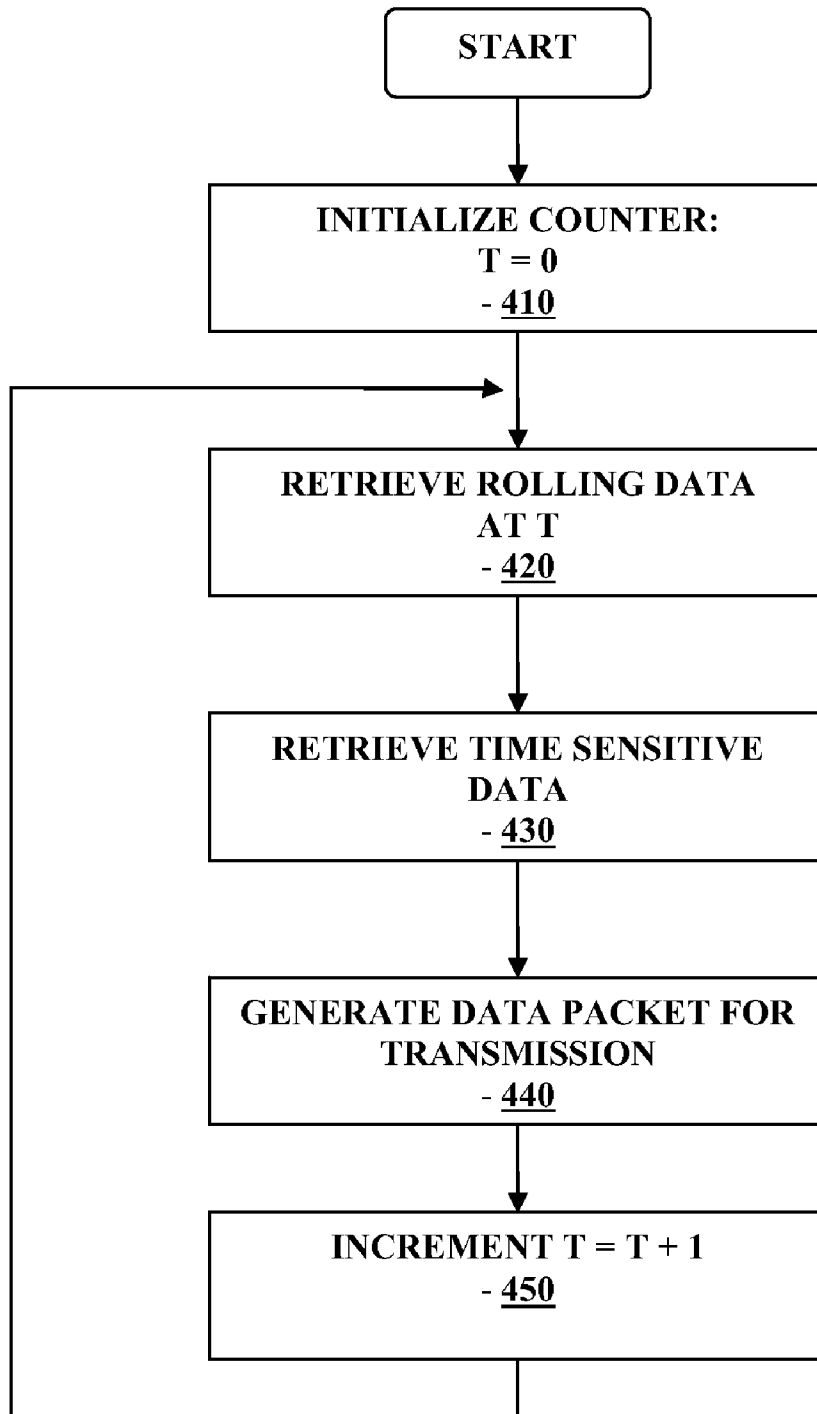 START
INITIALIZE COUNTER:
T = 0
- 410
RETRIEVE ROLLING DATA
AT T
- 420
RETRIEVE TIME SENSITIVE
DATA
- 430
GENERATE DATA PACKET FOR
TRANSMISSION
- 440
INCREMENT T = T + 1
- 450